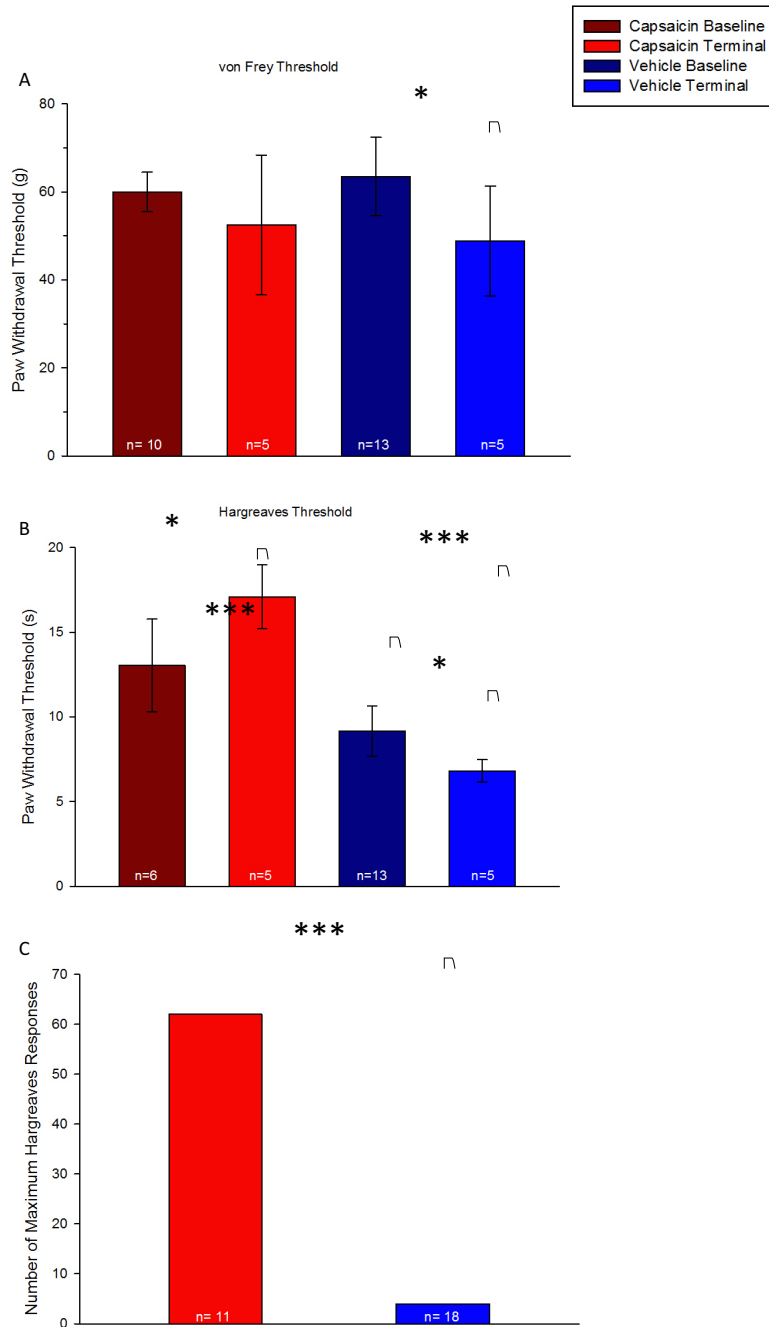 Capsaicin Baseline
Capsaicin Terminal
Vehicle Baseline
Vehicle Terminal
A
von Frey Threshold
*
Paw Withdrawal Threshold (g)
80
60
40
20
0
n= 10
n=5
n=13
n=5
B
Hargreaves Threshold
*
***
***
*
Paw Withdrawal Threshold (s)
20
15
10
5
0
n=6
n=5
n=13
n=5
C
***
Number of Maximum Hargreaves Responses
70
60
50
40
30
20
10
0
n= 11
n= 18